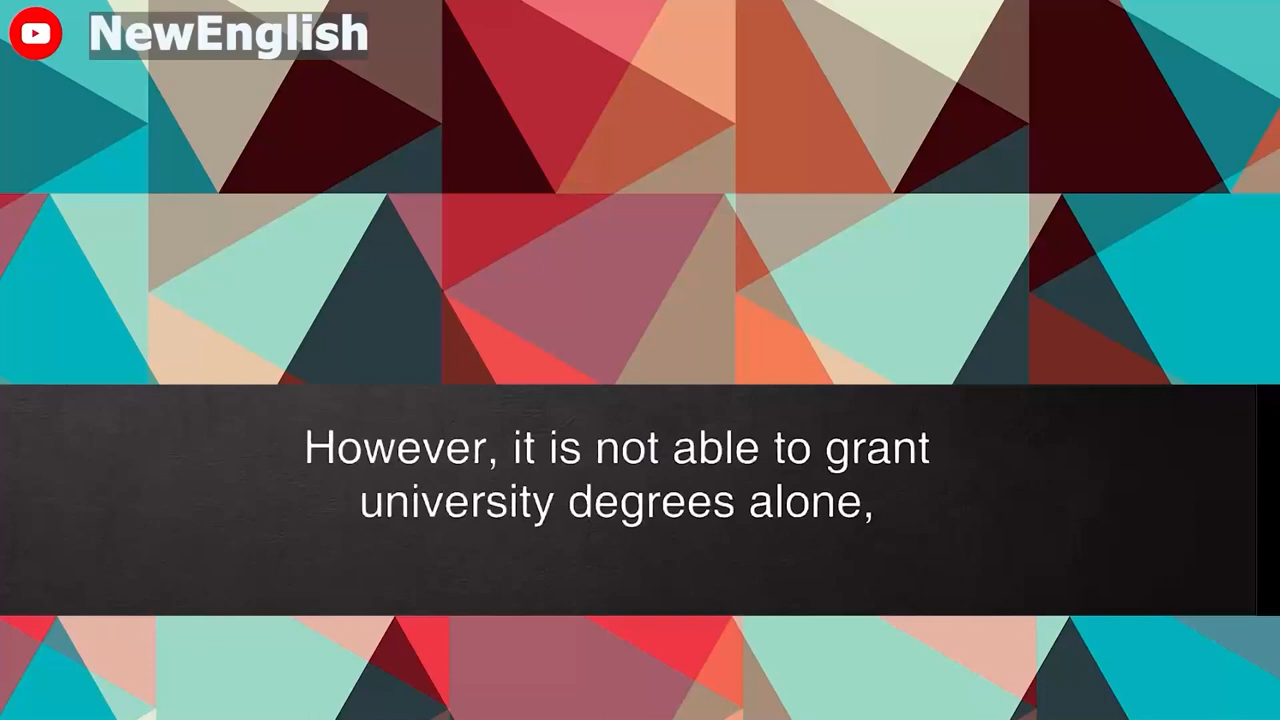 NewEnglish
However, it is not able to grant
university degrees alone,